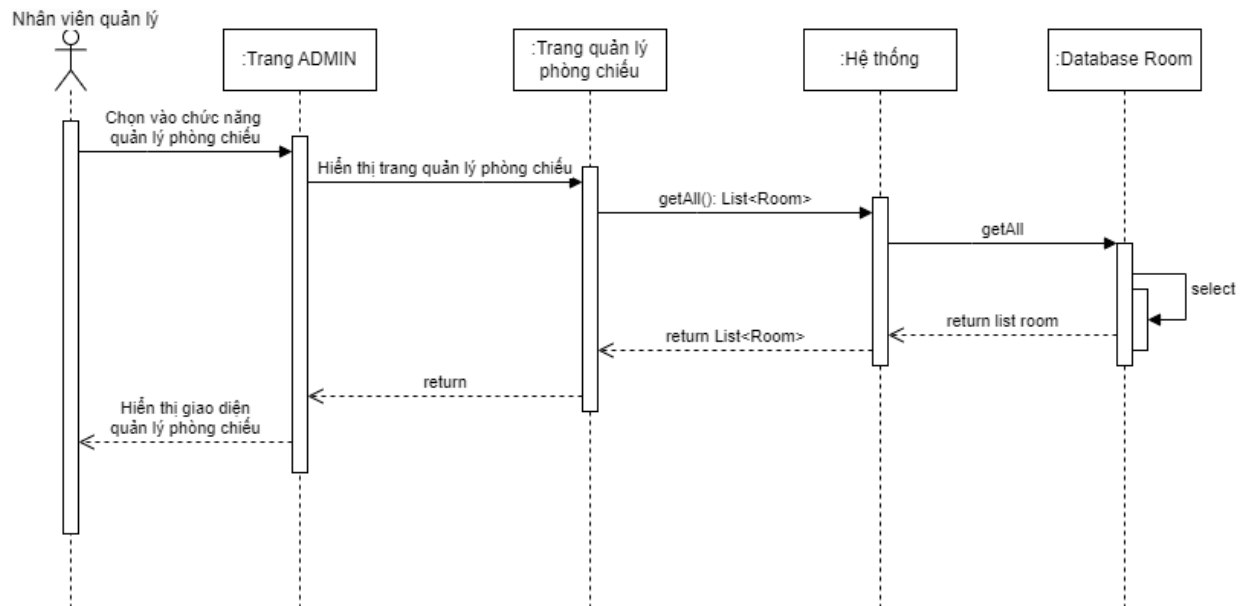 Nhân viên quản lý
:Trang ADMIN
:Trang quản lý
phòng chiếu
:Hệ thống
:Database Room
Chọn vào chức năng
quản lý phòng chiếu
Hiển thị trang quản lý phòng chiếu
getAll(): List<Room>
getAll
select
return list room
return List<Room>
return
Hiển thị giao diện
quản lý phòng chiếu